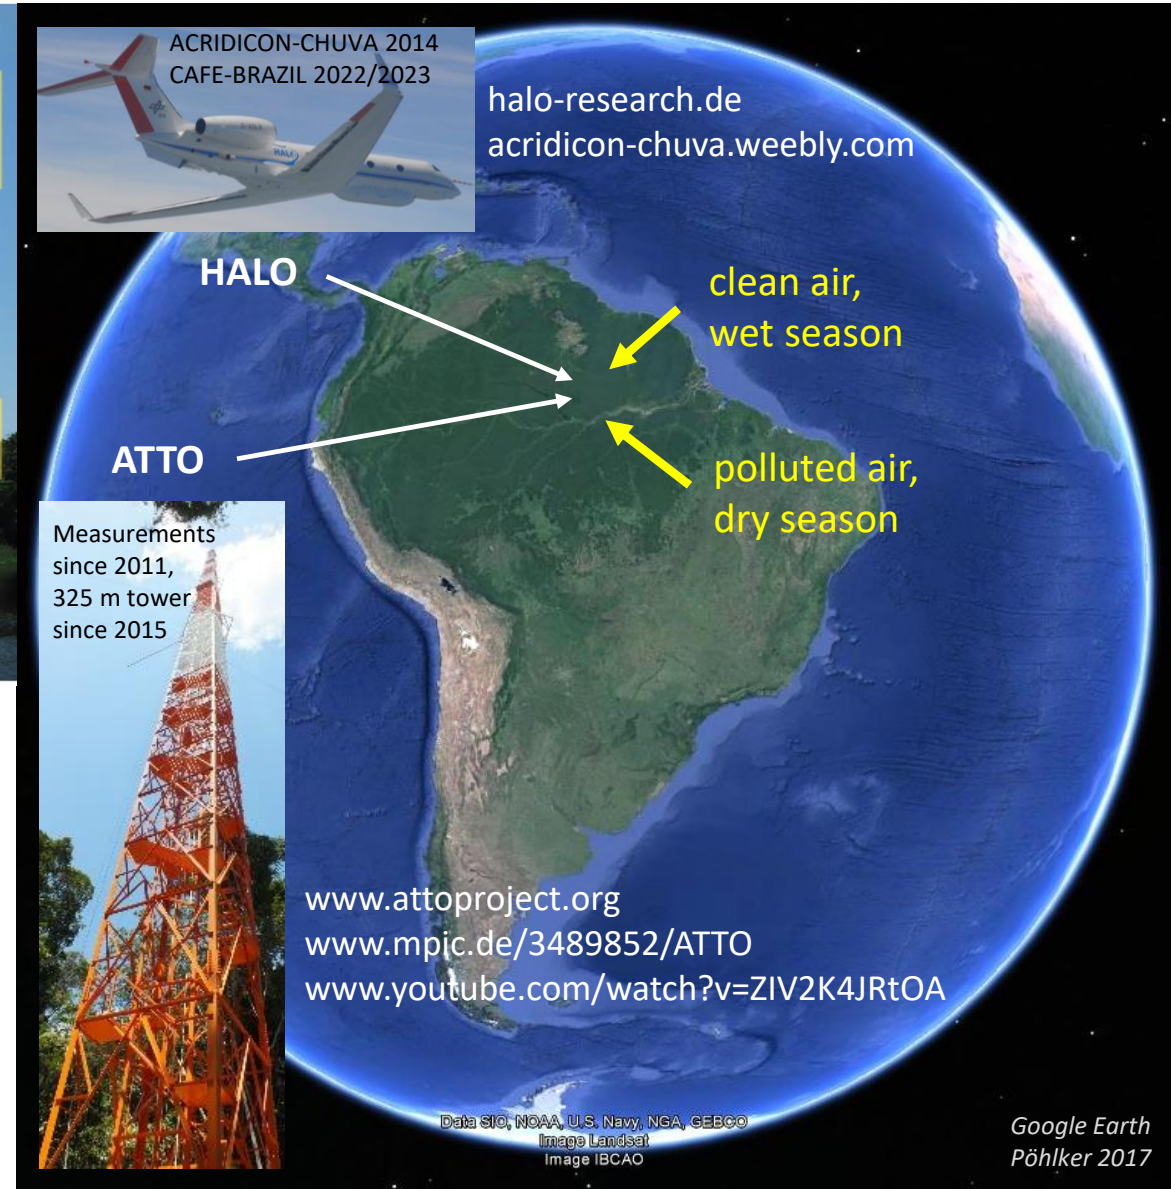 ACRIDICON-CHUVA 2014
CAFE-BRAZIL 2022/2023
HALO
halo-research.de
acridicon-chuva.weebly.com
HALO
clean air,
wet season
ATTO
polluted air,
dry season
Measurements
since 2011,
325 m tower
since 2015
www.attoproject.org
www.mpic.de/3489852/ATTO
www.youtube.com/watch?v=ZIV2K4JRtOA
Data SIO, NOAA, U.S. Navy, NGA, GEBCO
Image Landsat
Image IBCAO
Google Earth
Pöhlker 2017